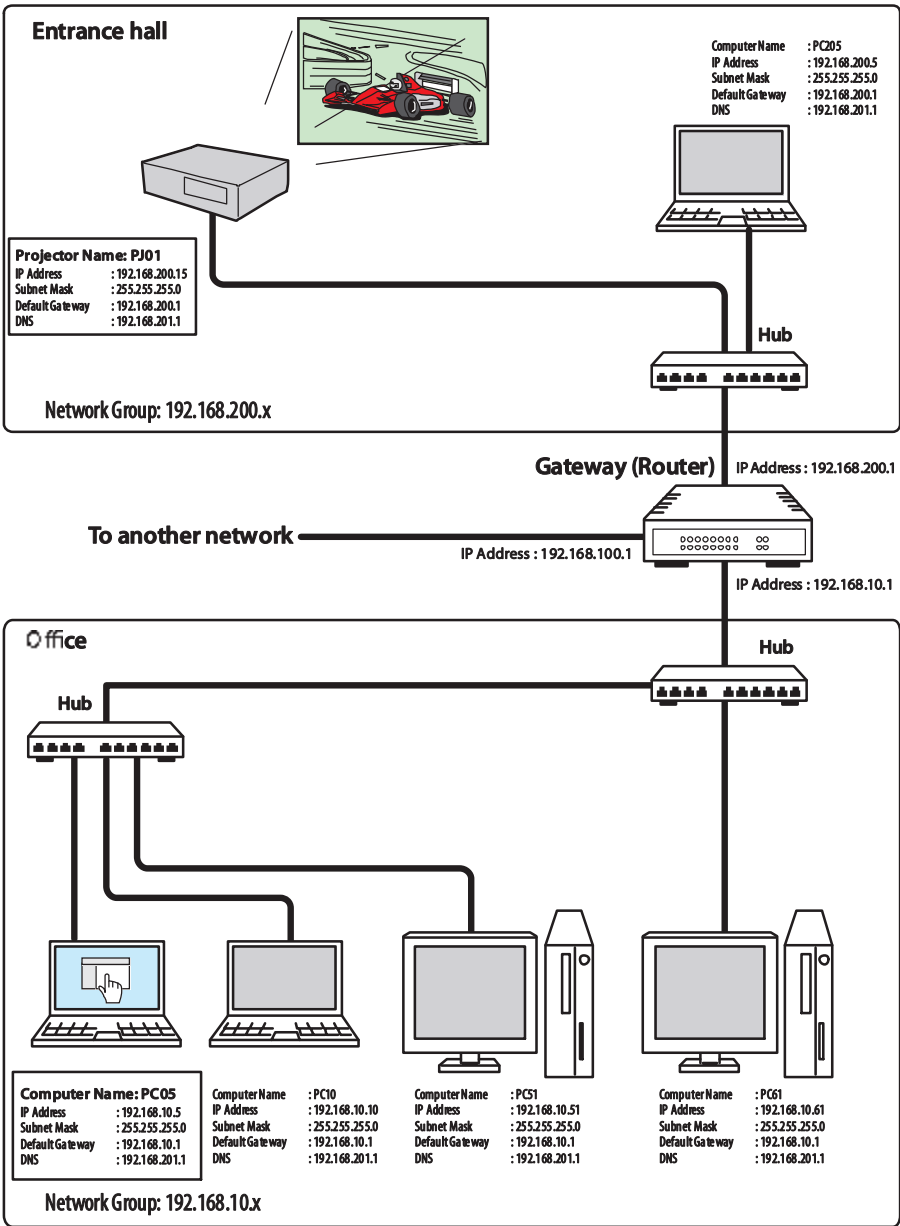 Entrance hall
ComputerName : PC205
IP Address : 192.168.200.5
Subnet Mask : 255.255.255.0
Default Gateway : 192.168.200.1
DNS : 192.168.201.1
Projector Name: PJ01
IP Address : 192.168.200.15
Subnet Mask : 255.255.255.0
Default Gateway : 192.168.200.1
DNS : 192.168.201.1
Hub
Network Group: 192.168.200.x
Gateway (Router)
IP Address : 192.168.200.1
To another network
IP Address : 192.168.100.1
IP Address : 192.168.10.1
Office
Hub
Hub
Computer Name: PC05
IP Address : 192.168.10.5
Subnet Mask : 255.255.255.0
Default Gateway : 192.168.10.1
DNS : 192.168.201.1
ComputerName : PC10
IP Address : 192.168.10.10
Subnet Mask : 255.255.255.0
Default Gateway : 192.168.10.1
DNS : 192.168.201.1
ComputerName : PC51
IP Address : 192.168.10.51
Subnet Mask : 255.255.255.0
Default Gateway : 192.168.10.1
DNS : 192.168.201.1
ComputerName : PC61
IP Address : 192.168.10.61
Subnet Mask : 255.255.255.0
Default Gateway : 192.168.10.1
DNS : 192.168.201.1
Network Group: 192.168.10.x